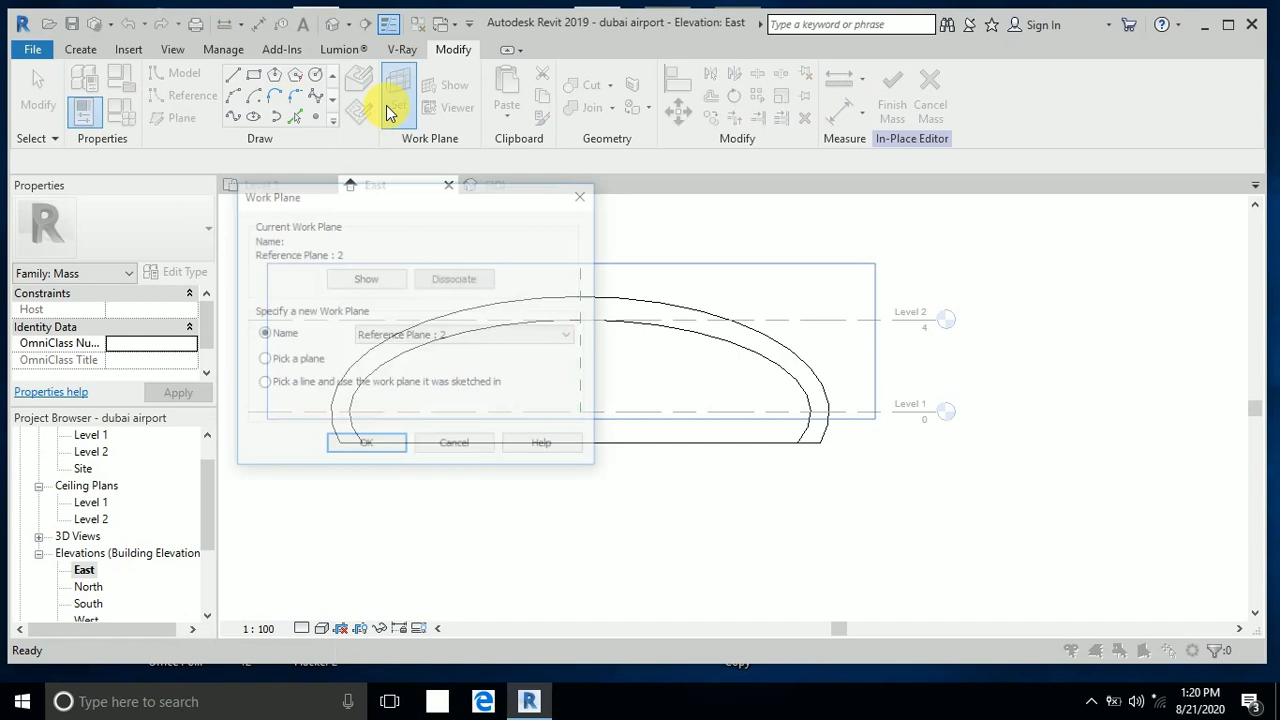 Autodesk Revit 2019 - dubai airport - Elevation: East
Type a keyword or phrase
Sign In
File Create Insert View Manage Add-Ins Lumion® V-Ray Modify
Modify
Model
Reference
Plane
Set
Show
Viewer
Paste
Cut
Join
Finish Mass
Cancel Mass
Select Properties Draw Work Plane Clipboard Geometry Modify Measure In-Place Editor
Properties
East
Family: Mass
Edit Type
Constraints
Host
Identity Data
OmniClass Nu...
OmniClass Title
Properties help
Apply
Project Browser - dubai airport
Level 1
Level 2
Site
Ceiling Plans
Level 1
Level 2
3D Views
Elevations (Building Elevation
East
North
South
West
Work Plane
Current Work Plane
Name:
Reference Plane : 2
Show
Dissociate
Specify a new Work Plane
Name
Reference Plane : 2
Pick a plane
Pick a line and use the work plane it was sketched in
OK
Cancel
Help
Level 2
4
Level 1
0
1 : 100
Ready
:0
Copy
Type here to search
1:20 PM
8/21/2020
3